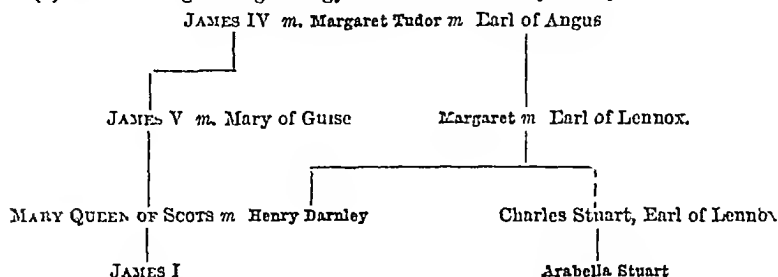 JAMES IV m. Margaret Tudor m Earl of Angus
JAMES V m. Mary of Guise
Margaret m Earl of Lennox.
MARY QUEEN OF SCOTS m Henry Darnley
Charles Stuart, Earl of Lennox
JAMES I
Arabella Stuart